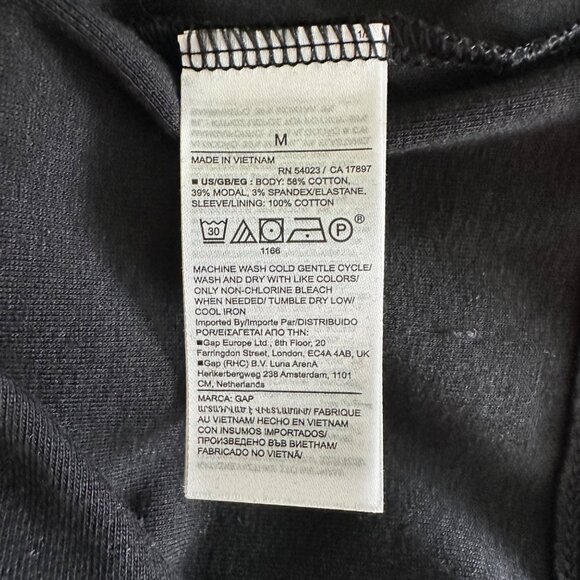 M
MADE IN VIETNAM
RN 54023 / CA 17897
■ US/GB/EG : BODY: 58% COTTON,
39% MODAL, 3% SPANDEX/ELASTANE,
SLEEVE/LINING: 100% COTTON
30 P ®
1166
MACHINE WASH COLD GENTLE CYCLE/
WASH AND DRY WITH LIKE COLORS/
ONLY NON-CHLORINE BLEACH
WHEN NEEDED/ TUMBLE DRY LOW/
COOL IRON
Imported By/Importe Par/DISTRIBUIDO
POR/ΕΙΣΑΓΕΤΑΙ ΑΠΟ ΤΗΝ:
■Gap Europe Ltd., 8th Floor, 20
Farringdon Street, London, EC4A 4AB, UK
■Gap (RHC) B.V. Luna ArenA
Herikerbergweg 238 Amsterdam, 1101
CM, Netherlands
MARCA: GAP
FABRIQUE
AU VIETNAM/ HECHO EN VIETNAM
CON INSUMOS IMPORTADOS/
ПРОИЗВЕДЕНО ВЪВ ВИЕТНАМ/
FABRICADO NO VIETNÃ/